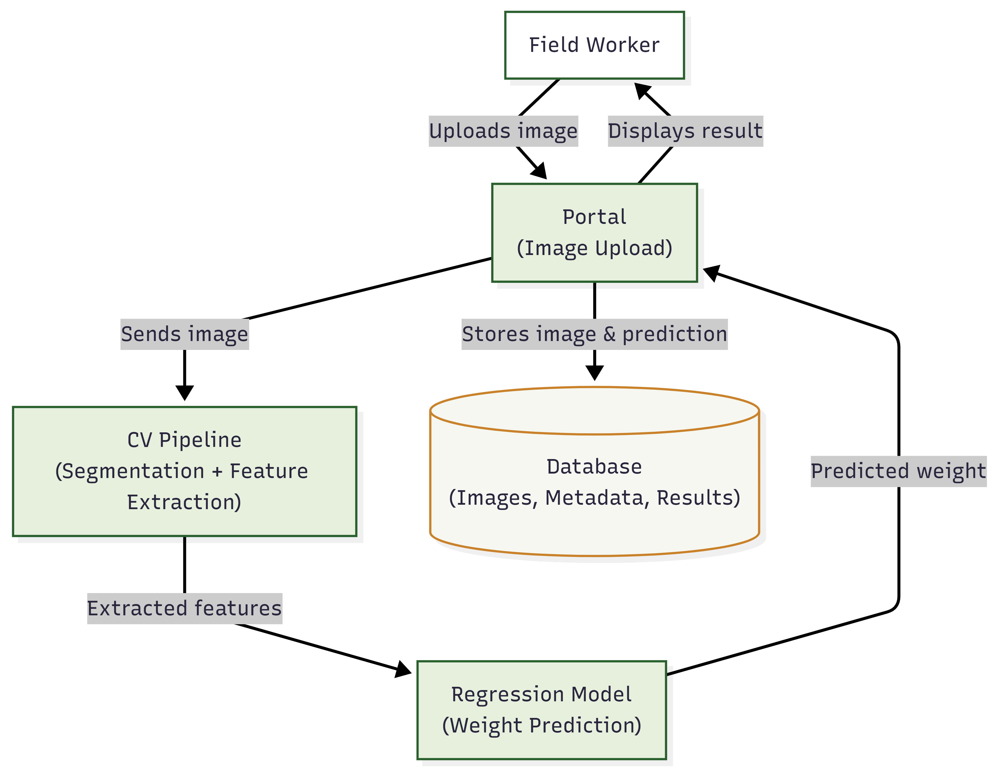 Field Worker
Uploads image
Displays result
Portal
(Image Upload)
Sends image
Stores image & prediction
CV Pipeline
(Segmentation + Feature
Extraction)
Database
(Images, Metadata, Results)
Predicted weight
Extracted features
Regression Model
(Weight Prediction)